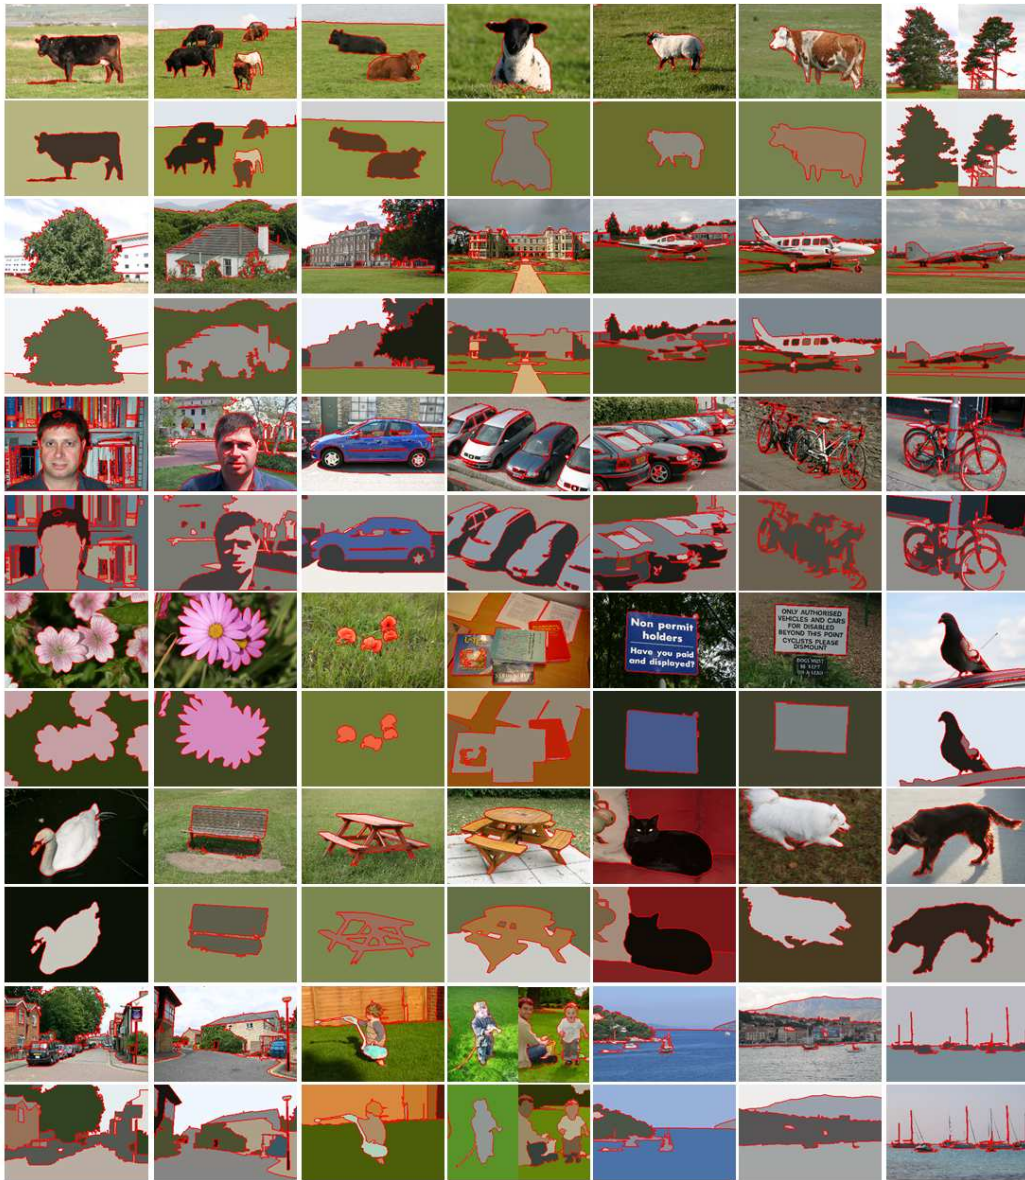 Non permit
holders
Have you paid
and displayed?
ONLY AUTHORISED
VEHICLES AND CARS
FOR DISABLED
BEYOND THIS POINT
CYCLISTS PLEASE
DISMOUNT